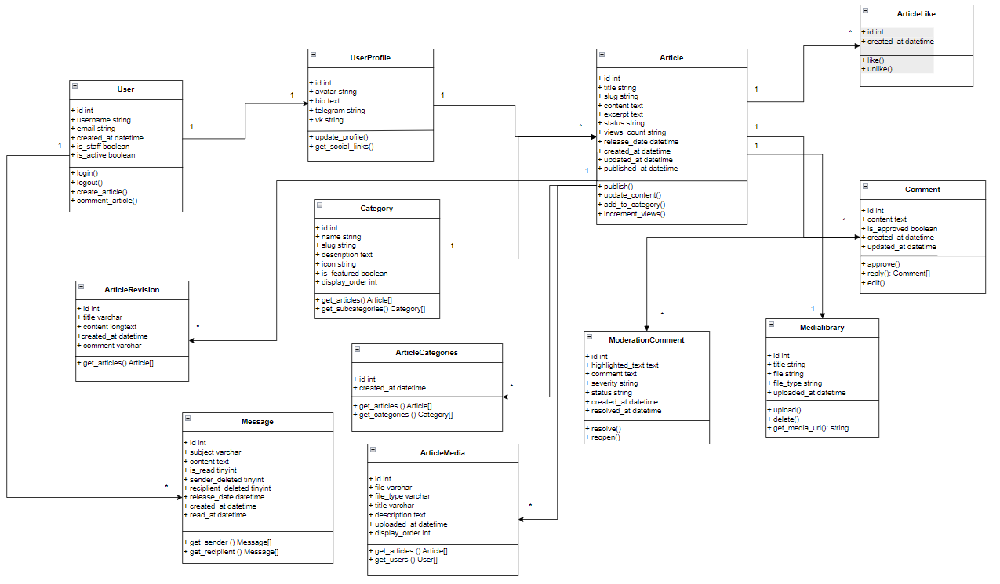 ArticleLike
+ id int
+ created_at datetime
+ like()
+ unlike()
*
UserProfile
+ id int
+ avatar string
+ bio text
+ telegram string
+ vk string
+ update_profile()
+ get_social_links()
1
1
Article
+ id int
+ title string
+ slug string
+ content text
+ excerpt text
+ status string
+ views_count string
+ release_date datetime
+ created_at datetime
+ updated_at datetime
+ published_at datetime
+ publish()
+ update_content()
+ add_to_category()
+ increment_views()
*
1
1
1
1
User
+ id int
+ username string
+ email string
+ created_at datetime
+ is_staff boolean
+ is_active boolean
+ login()
+ logout()
+ create_article()
+ comment_article()
1
1
Category
+ id int
+ name string
+ slug string
+ description text
+ icon string
+ is_featured boolean
+ display_order int
+ get_articles() Article[]
+ get_subcategories() Category[]
1
Comment
+ id int
+ content text
+ is_approved boolean
+ created_at datetime
+ updated_at datetime
+ approve()
+ reply(): Comment[]
+ edit()
*
ArticleRevision
+ id int
+ title varchar
+ content longtext
+created_at datetime
+ comment varchar
+ get_articles() Article[]
*
ModerationComment
+ id int
+ highlighted_text text
+ comment text
+ severity string
+ status string
+ created_at datetime
+ resolved_at datetime
+ resolve()
+ reopen()
*
Medialibrary
+ id int
+ title string
+ file string
+ file_type string
+ uploaded_at datetime
+ upload()
+ delete()
+ get_media_url(): string
1
ArticleCategories
+ id int
+ created_at datetime
+ get_articles () Article[]
+ get_categories () Category[]
*
Message
+ id int
+ subject varchar
+ content text
+ is_read tinyint
+ sender_deleted tinyint
+ reciplient_deleted tinyint
+ release_date datetime
+ created_at datetime
+ read_at datetime
+ get_sender () Message[]
+ get_reciplient () Message[]
*
ArticleMedia
+ id int
+ file varchar
+ file_type varchar
+ title varchar
+ description text
+ uploaded_at datetime
+ display_order int
+ get_articles () Article[]
+ get_users () User[]
*